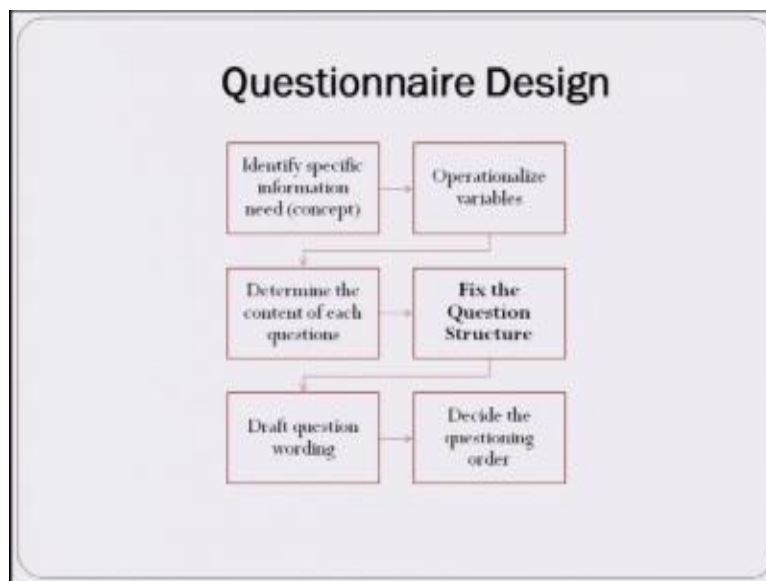 Questionnaire Design
Identify specific
information
need (concept)
Operationalize
variables
Determine the
content of each
questions
Fix the
Question
Structure
Draft question
wording
Decide the
questioning
order